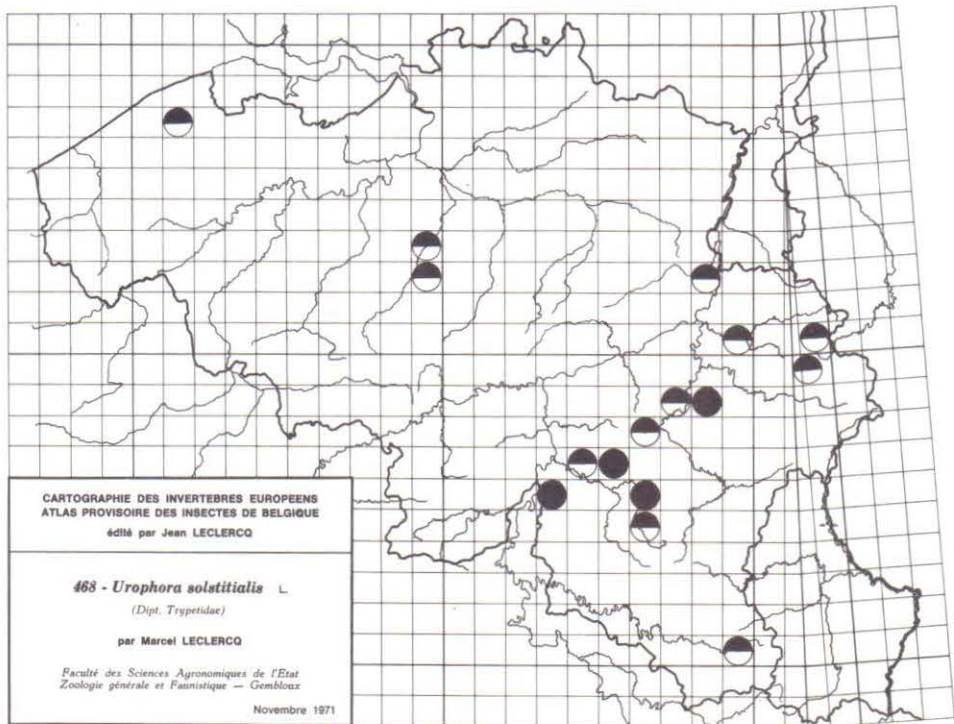 CARTOGRAPHIE DES INVERTEBRES EUROPEENS
ATLAS PROVISOIRE DES INSECTES DE BELGIQUE
édité par Jean LECLERCQ
468 - Urophora solstitialis L.
(Dipt. Trypetidae)
par Marcel LECLERCQ
Faculté des Sciences Agronomiques de l'Etat
Zoologie générale et Faunistique — Gembloux
Novembre 1971